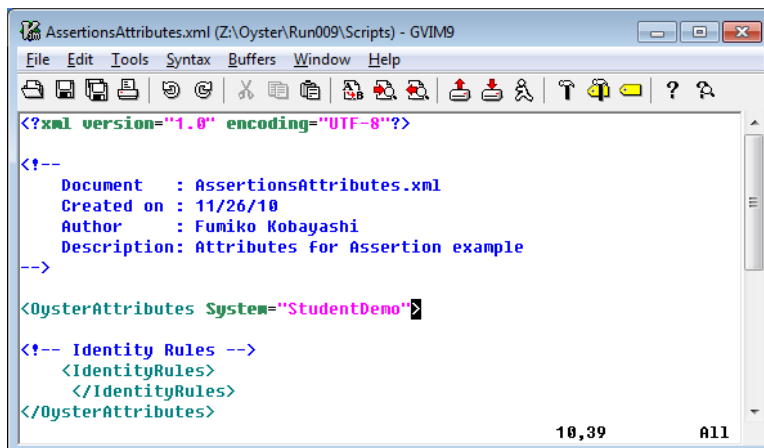 AssertionsAttributes.xml (Z:\Oyster\Run009\Scripts) - GVIM9
File Edit Tools Syntax Buffers Window Help
<?xml version="1.0" encoding="UTF-8"?>
<!--
Document : AssertionsAttributes.xml
Created on : 11/26/10
Author : Fumiko Kobayashi
Description: Attributes for Assertion example
-->
<OysterAttributes System="StudentDemo">
<!-- Identity Rules -->
<IdentityRules>
</IdentityRules>
</OysterAttributes>
10,39 All